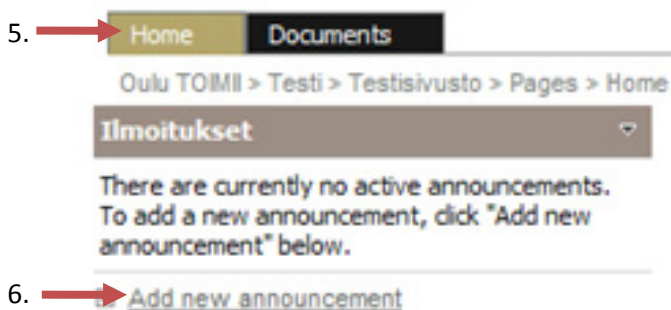 5. Home Documents
Oulu TOIMII > Testi > Testisivusto > Pages > Home
Ilmoitukset
There are currently no active announcements.
To add a new announcement, click "Add new
announcement" below.
6. Add new announcement